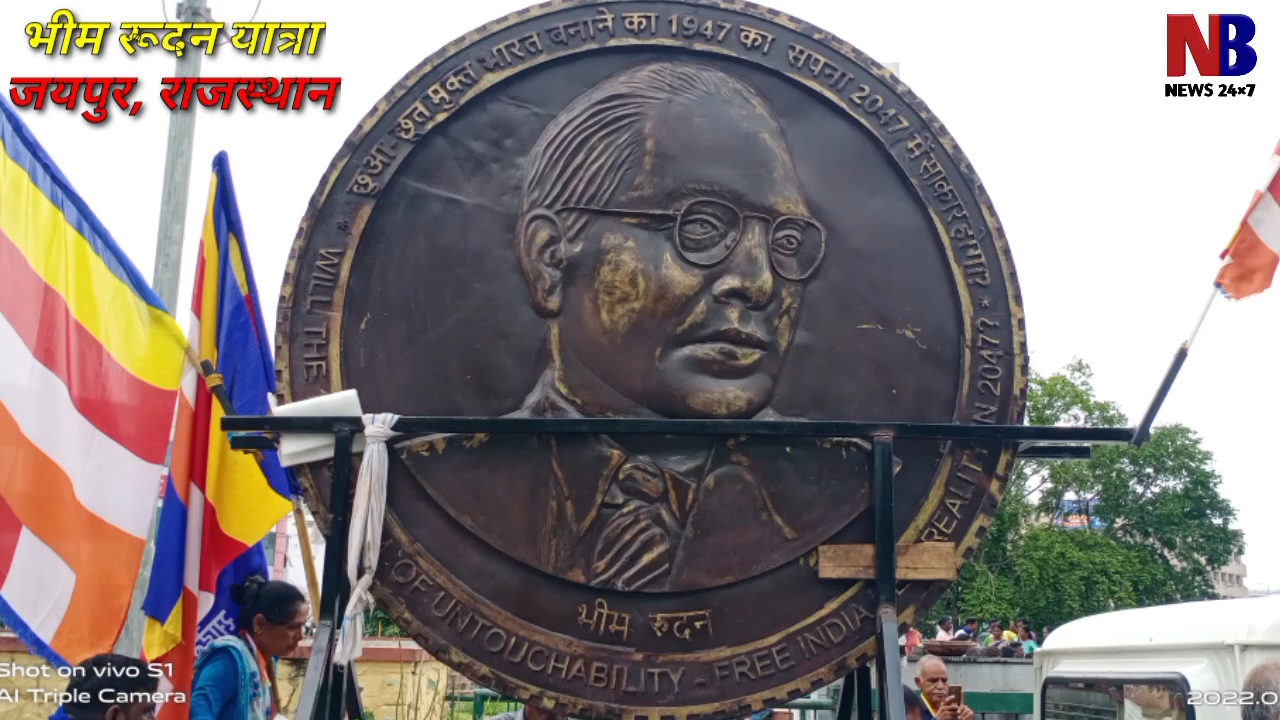 भीम रूदन यात्रा
जयपुर, राजस्थान
NB
NEWS 24×7
छुआ-छूत मुक्त भारत बनाने का 1947 का सपना 2047 में साकार होगा?
WILL THE
OF UNTOUCHABILITY - FREE INDIA
REALITY IN 2047?
भीम रुदन
Shot on vivo S1
AI Triple Camera
2022.0